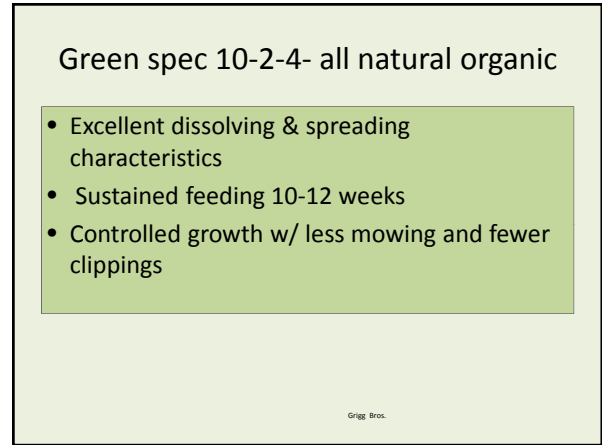 Green spec 10-2-4- all natural organic
• Excellent dissolving & spreading
characteristics
• Sustained feeding 10-12 weeks
• Controlled growth w/ less mowing and fewer
clippings
Grigg Bros.